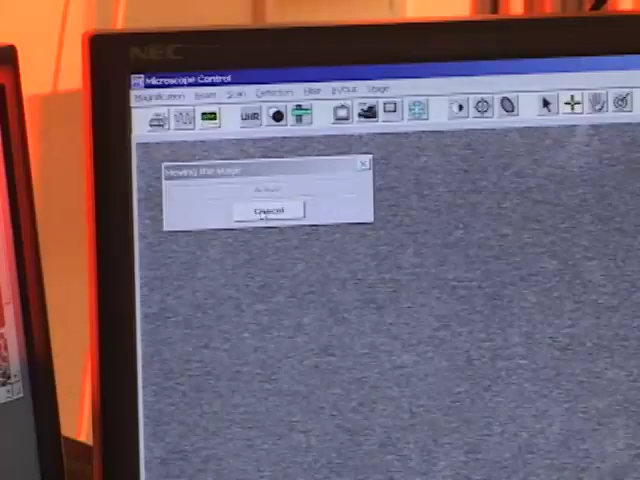 NEC
Microscope Control
Magnification Beam Scan Detectors Filter In/Out Stage
UHR
Moving the stage
Cancel